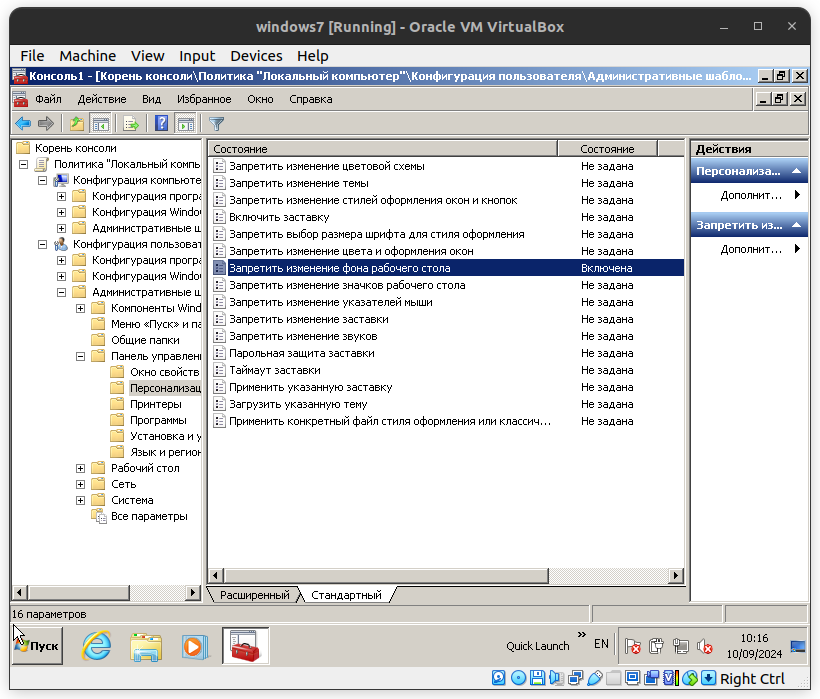 windows7 [Running] - Oracle VM VirtualBox
File Machine View Input Devices Help
Консоль1 - [Корень консоли\Политика "Локальный компьютер"\Конфигурация пользователя\Административные шабло...
Файл Действие Вид Избранное Окно Справка
Корень консоли
Политика "Локальный компь
Конфигурация компьюте
Конфигурация програ
Конфигурация Windo
Административные ш
Конфигурация пользоват
Конфигурация програ
Конфигурация Windo
Административные ш
Компоненты Wind
Меню «Пуск» и па
Общие папки
Панель управлен
Окно свойств
Персонализац
Принтеры
Программы
Установка и у
Язык и регион
Рабочий стол
Сеть
Система
Все параметры
Состояние Состояние
Запретить изменение цветовой схемы Не задана
Запретить изменение темы Не задана
Запретить изменение стилей оформления окон и кнопок Не задана
Включить заставку Не задана
Запретить выбор размера шрифта для стиля оформления Не задана
Запретить изменение цвета и оформления окон Не задана
Запретить изменение фона рабочего стола Включена
Запретить изменение значков рабочего стола Не задана
Запретить изменение указателей мыши Не задана
Запретить изменение заставки Не задана
Запретить изменение звуков Не задана
Парольная защита заставки Не задана
Таймаут заставки Не задана
Применить указанную заставку Не задана
Загрузить указанную тему Не задана
Применить конкретный файл стиля оформления или классич... Не задана
Расширенный Стандартный
Действия
Персонализа...
Дополнит...
Запретить из...
Дополнит...
16 параметров
Пуск
Quick Launch
»
EN
10:16
10/09/2024
Right Ctrl